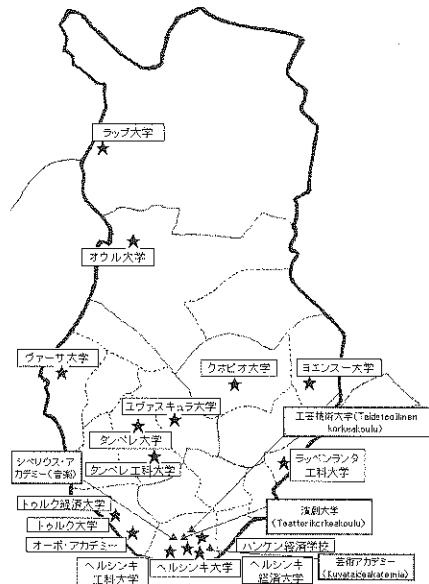 ラップ大学
オウル大学
ヴァーサ大学
クオピオ大学
ヨエンスー大学
ユヴァスキュラ大学
工芸技術大学(Taideteollinen
korkeakoulu)
タンペレ大学
シベリウス・ア
カデミー(音楽)
タンペレ工科大学
ラッペンランタ
工科大学
トゥルク経済大学
演劇大学
(Teatterikorkeakoulu)
トゥルク大学
オーボ・アカデミー
ハンケン経済学校
ヘルシンキ
工科大学
ヘルシンキ大学
ヘルシンキ
経済大学
芸術アカデミー
(Kuvataideakatemia)